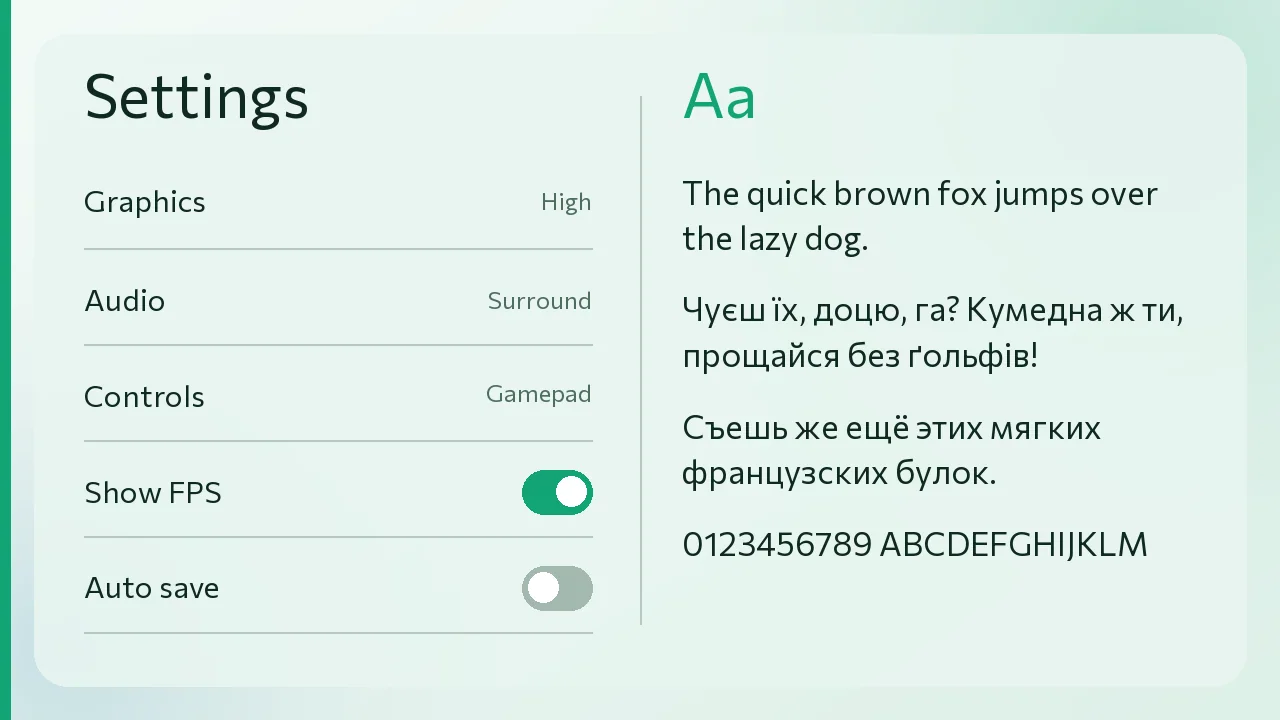 Settings
Graphics High
Audio Surround
Controls Gamepad
Show FPS
Auto save
Aa
The quick brown fox jumps over
the lazy dog.
Чуєш їх, доцю, га? Кумедна ж ти,
прощайся без ґольфів!
Съешь же ещё этих мягких
французских булок.
0123456789 ABCDEFGHIJKLM